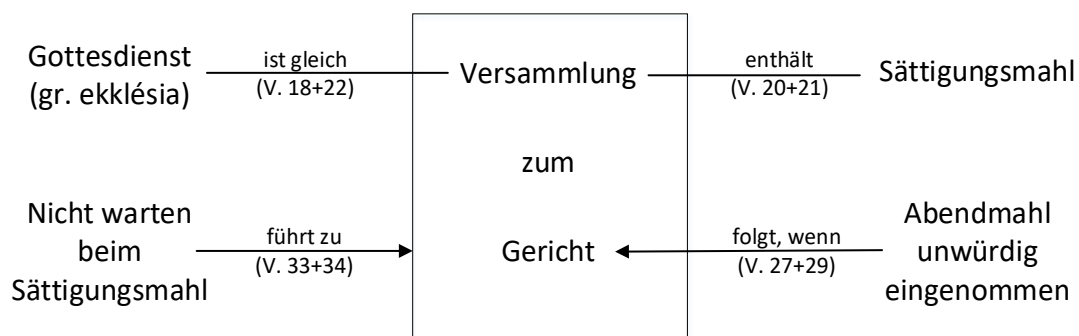 Gottesdienst
(gr. ekklésia)
ist gleich
(V. 18+22)
Versammlung
enthält
(V. 20+21)
Sättigungsmahl
zum
Nicht warten
beim
Sättigungsmahl
führt zu
(V. 33+34)
Gericht
folgt, wenn
(V. 27+29)
Abendmahl
unwürdig
eingenommen